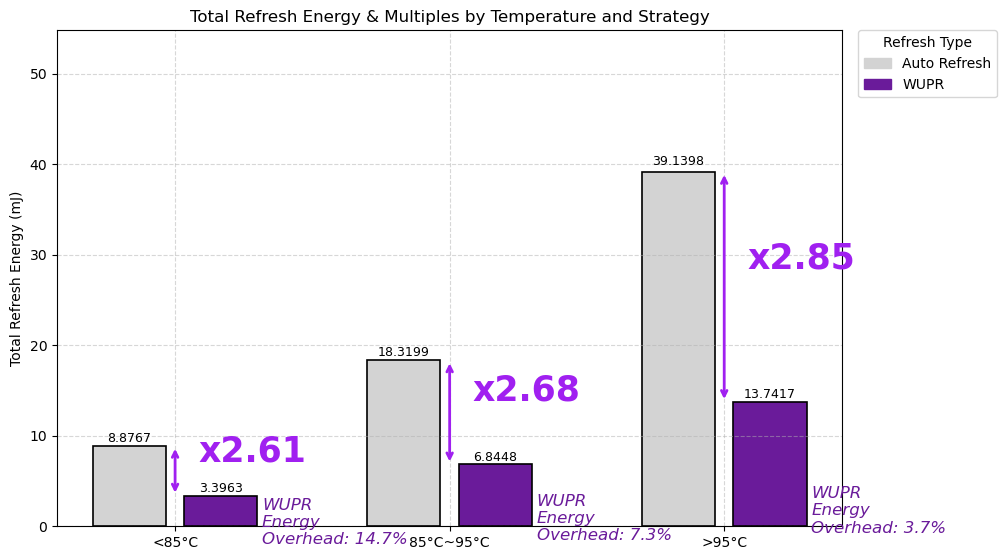 Total Refresh Energy & Multiples by Temperature and Strategy
Refresh Type
Auto Refresh
WUPR
Total Refresh Energy (mJ)
50
40
30
20
10
0
8.8767
x2.61
3.3963
WUPR
Energy
Overhead: 14.7%
18.3199
x2.68
6.8448
WUPR
Energy
Overhead: 7.3%
39.1398
x2.85
13.7417
WUPR
Energy
Overhead: 3.7%
<85°C
85°C~95°C
>95°C